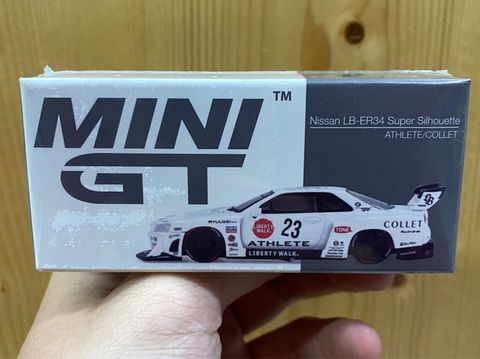 MINI
GT
TM
Nissan LB-ER34 Super Silhouette
ATHLETE/COLLET
LIBERTY
WALK.
23
ATHLETE
LIBERTY WALK.
TONE
COLLET